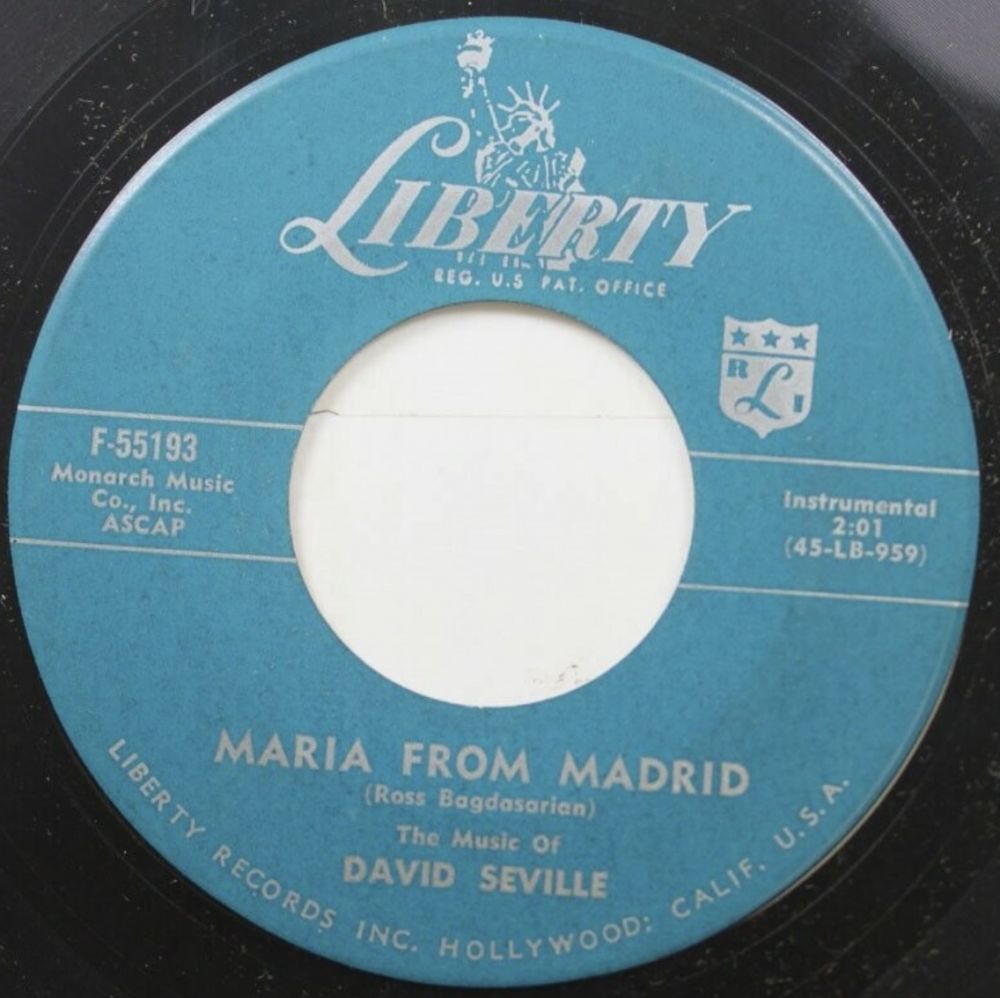 LIBERTY
REG. U.S PAT. OFFICE
R L I
F-55193
Monarch Music
Co., Inc.
ASCAP
Instrumental
2:01
(45-LB-959)
MARIA FROM MADRID
(Ross Bagdasarian)
The Music Of
DAVID SEVILLE
LIBERTY RECORDS INC. HOLLYWOOD; CALIF. U.S.A.